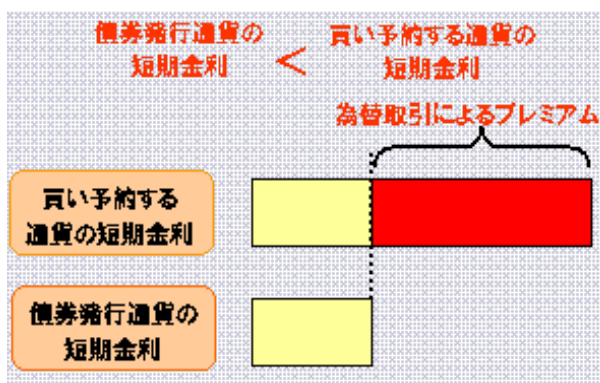 債券発行通貨の
短期金利
<
買い予約する通貨の
短期金利
為替取引によるプレミアム
買い予約する
通貨の短期金利
債券発行通貨の
短期金利